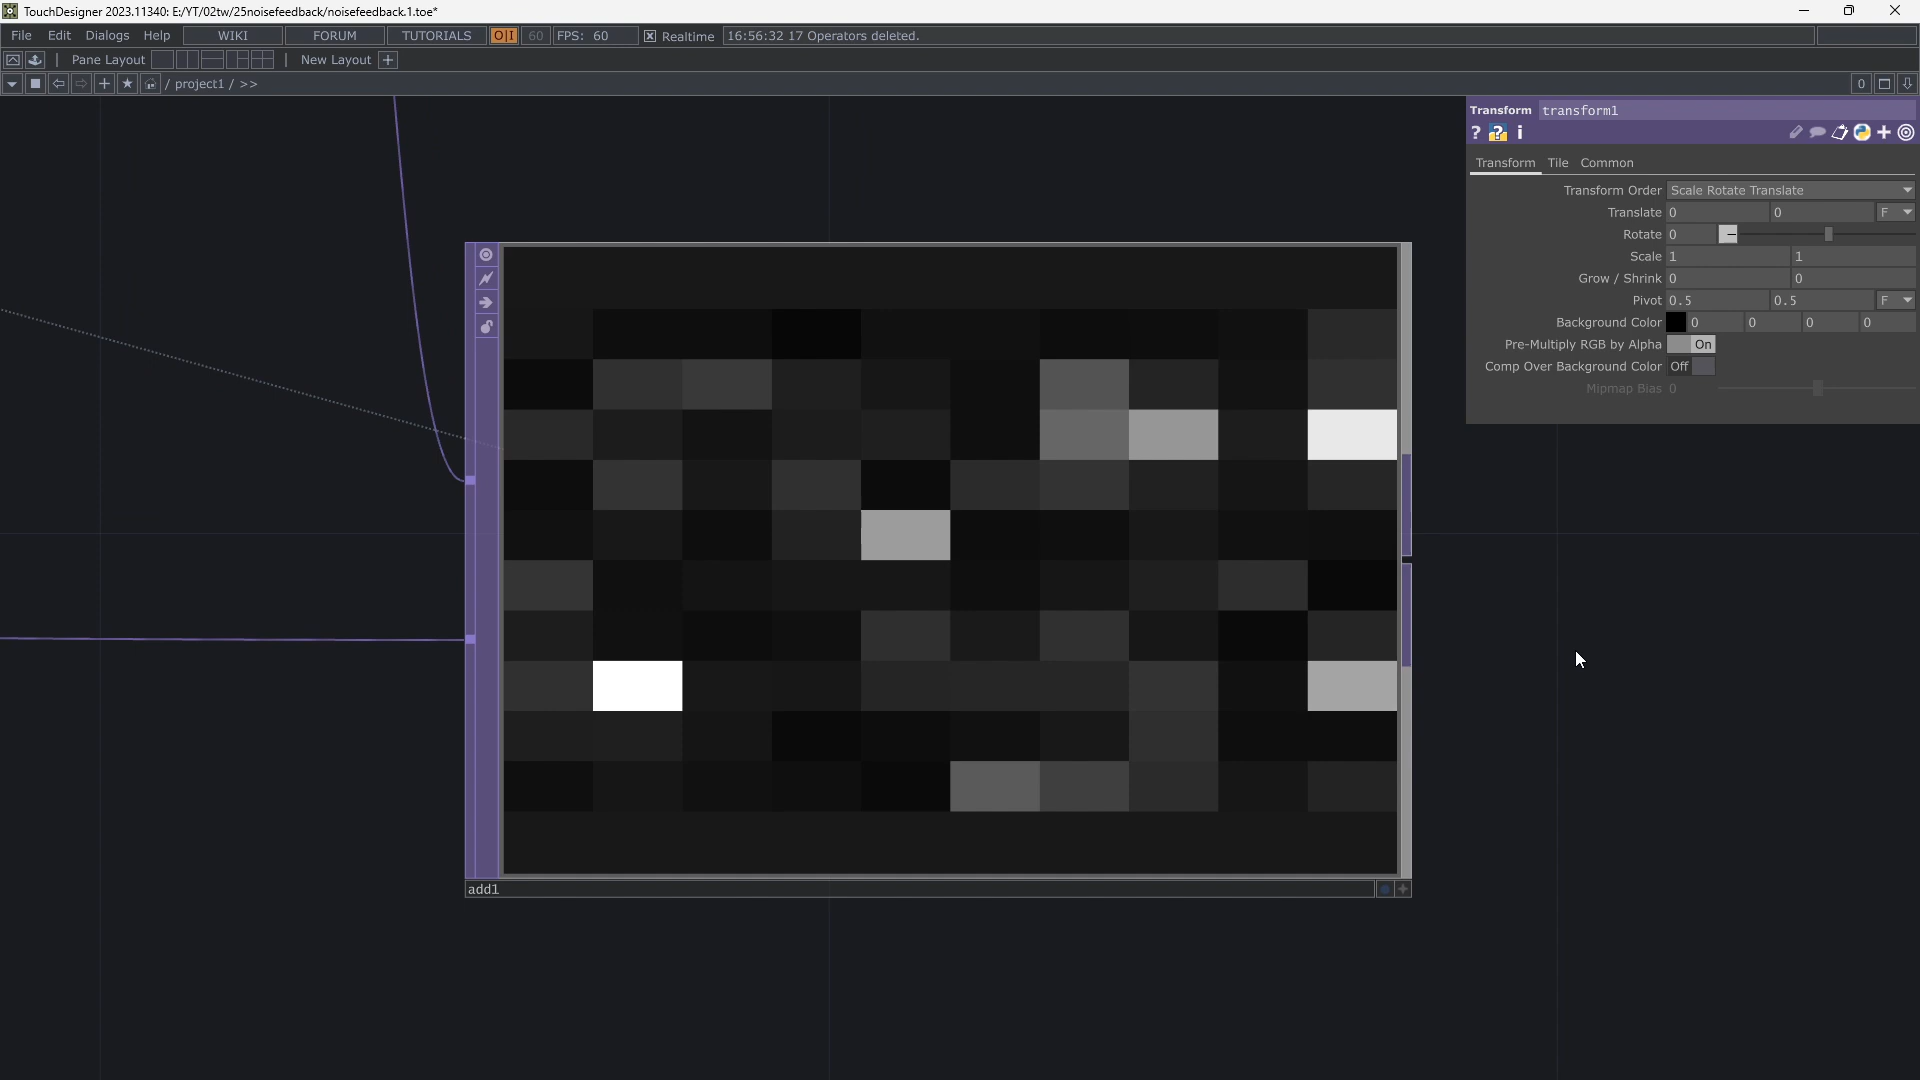 TouchDesigner 2023.11340: E:/YT/02tw/25noisefeedback/noisefeedback.1.toe*
File Edit Dialogs Help WIKI FORUM TUTORIALS O|I 60 FPS: 60 Realtime 16:56:32 17 Operators deleted.
Pane Layout New Layout +
/ project1 / >> 0
Transform transform1
? ? i
Transform Tile Common
Transform Order Scale Rotate Translate
Translate 0 0 F
Rotate 0
Scale 1 1
Grow / Shrink 0 0
Pivot 0.5 0.5 F
Background Color 0 0 0 0
Pre-Multiply RGB by Alpha On
Comp Over Background Color Off
Mipmap Bias 0
add1